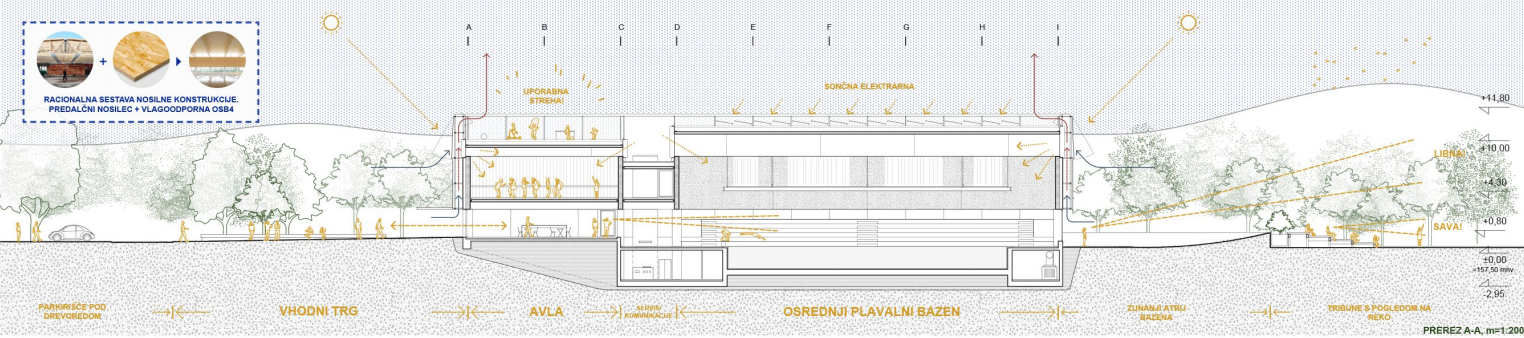 A B C D E F G H I
RACIONALNA SESTAVA NOSILNE KONSTRUKCIJE.
PREDALČNI NOSILEC + VLAGOODPORNA OSB4
UPORABNA
STREHA!
SONČNA ELEKTRARNA
+11,80
+10,00
LIBNA!
+4,30
+0,80
SAVA!
±0,00
=157,50 mnv
-2,95
PARKIRIŠČE POD
DREVOREDOM
VHODNI TRG
AVLA
SERVIS/
KOMUNIKACIJE
OSREDNJI PLAVALNI BAZEN
ZUNANJI ATRIJ
BAZENA
TRIBUNE S POGLEDOM NA
REKO
PREREZ A-A, m=1:200